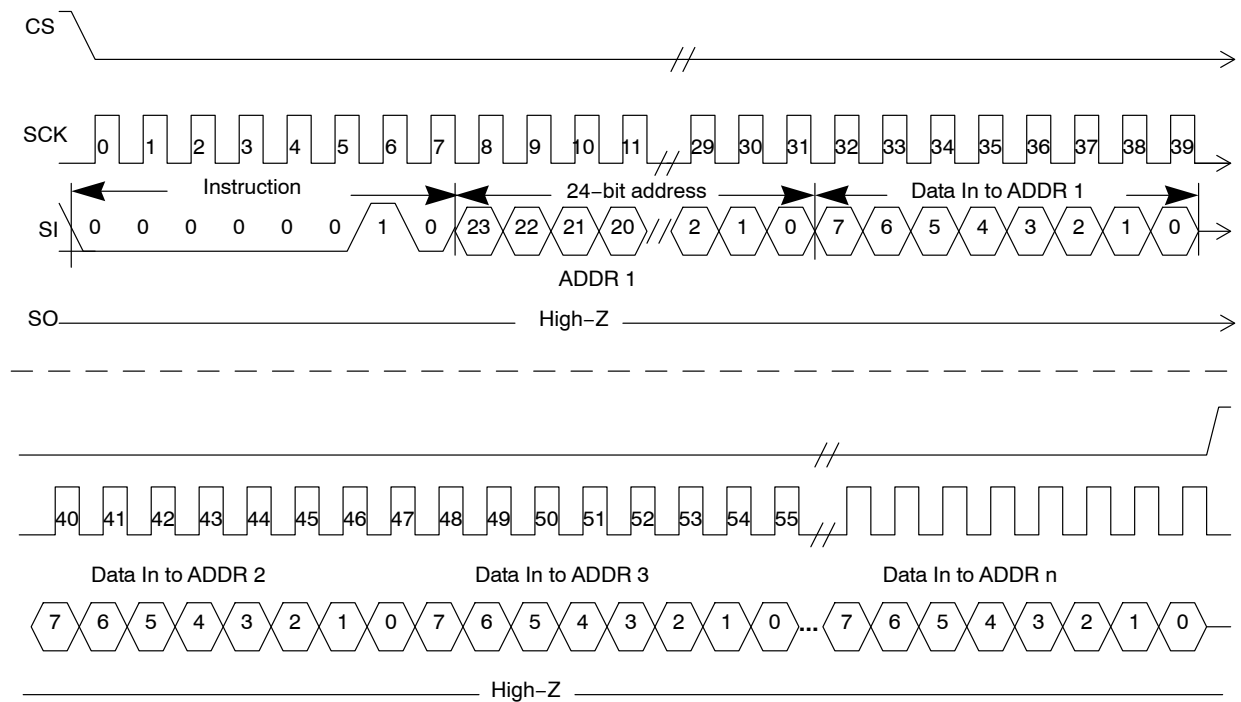 CS
SCK 0 1 2 3 4 5 6 7 8 9 10 11 29 30 31 32 33 34 35 36 37 38 39
Instruction 24−bit address Data In to ADDR 1
SI 0 0 0 0 0 0 1 0 23 22 21 20 2 1 0 7 6 5 4 3 2 1 0
ADDR 1
SO High−Z
40 41 42 43 44 45 46 47 48 49 50 51 52 53 54 55
Data In to ADDR 2 Data In to ADDR 3 Data In to ADDR n
7 6 5 4 3 2 1 0 7 6 5 4 3 2 1 0 ... 7 6 5 4 3 2 1 0
High−Z